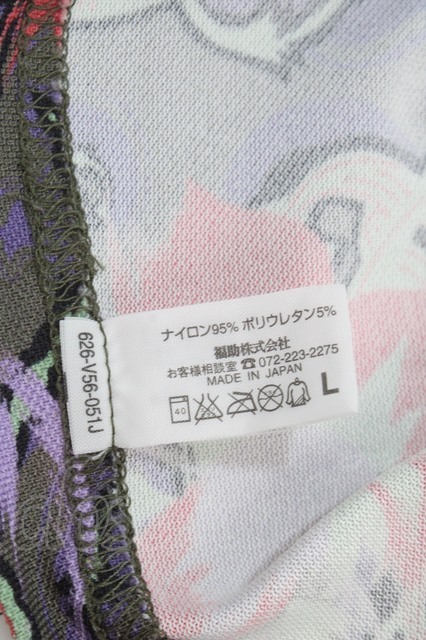 ナイロン95% ポリウレタン5%
福助株式会社
お客様相談室 ☎ 072-223-2275
MADE IN JAPAN
40
L
626-V56-051J